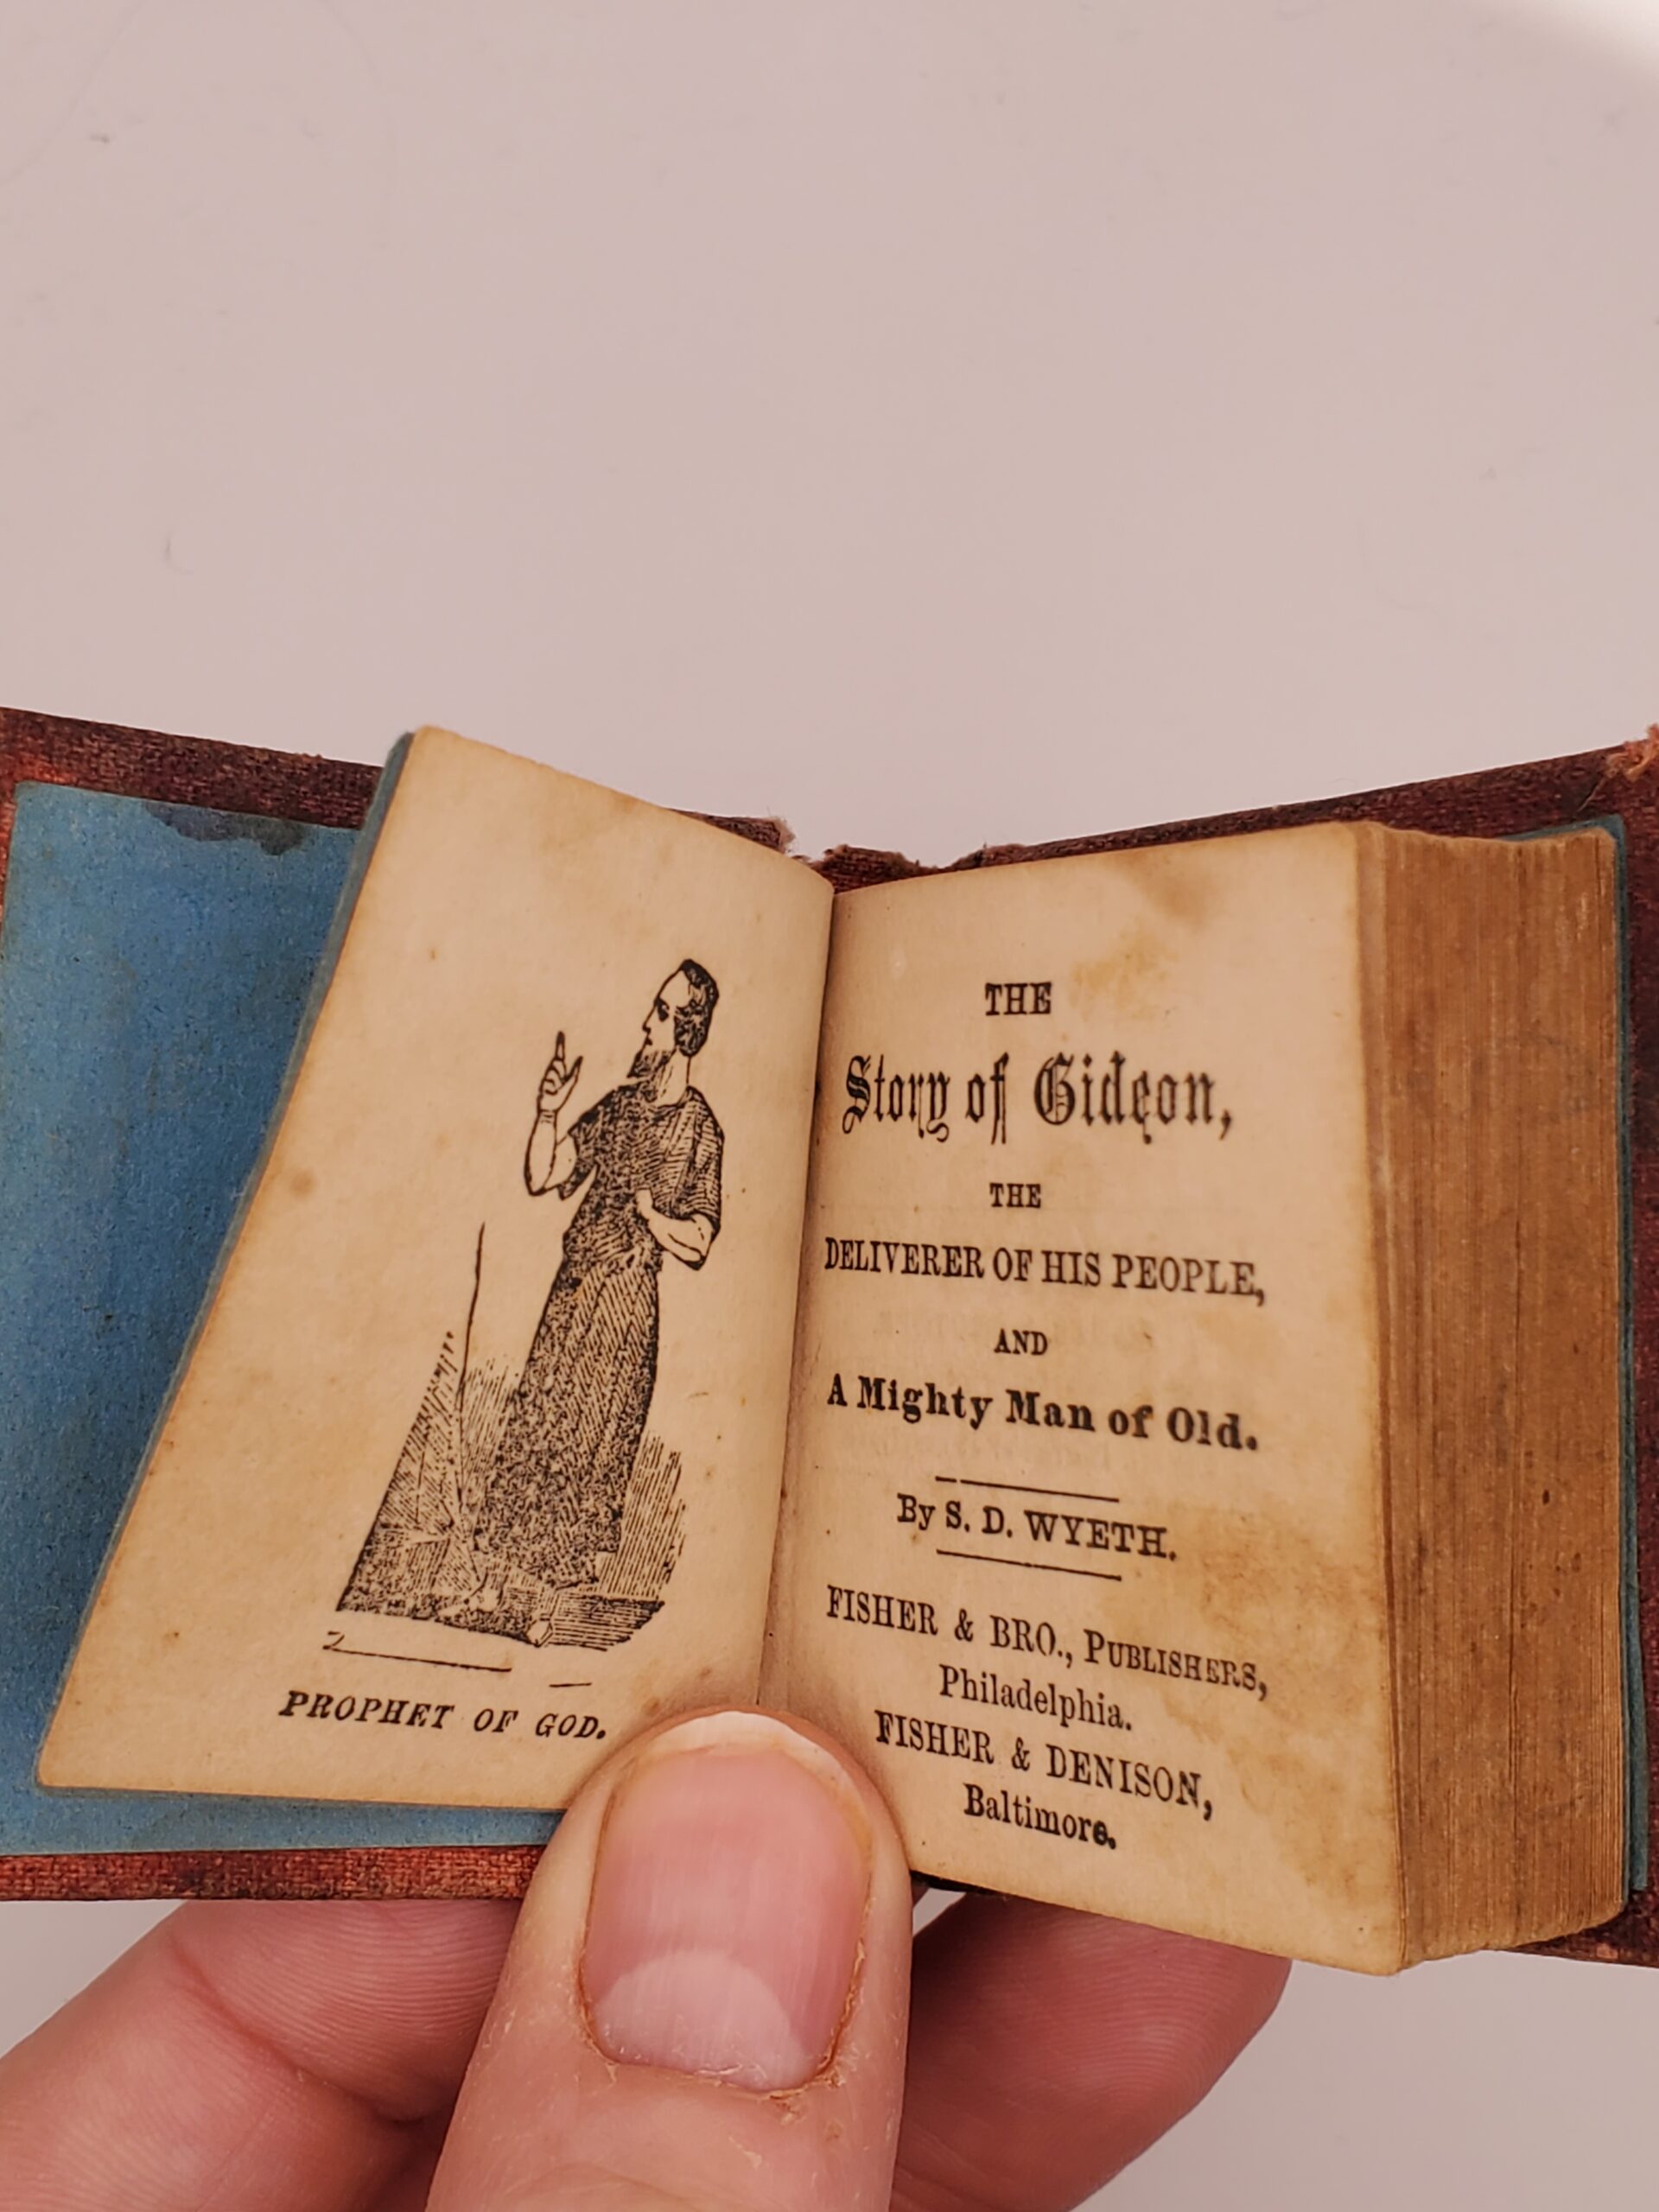 PROPHET OF GOD.
THE
Story of Gideon,
THE
DELIVERER OF HIS PEOPLE,
AND
A Mighty Man of Old.
By S. D. WYETH.
FISHER & BRO., PUBLISHERS,
Philadelphia.
FISHER & DENISON,
Baltimore.